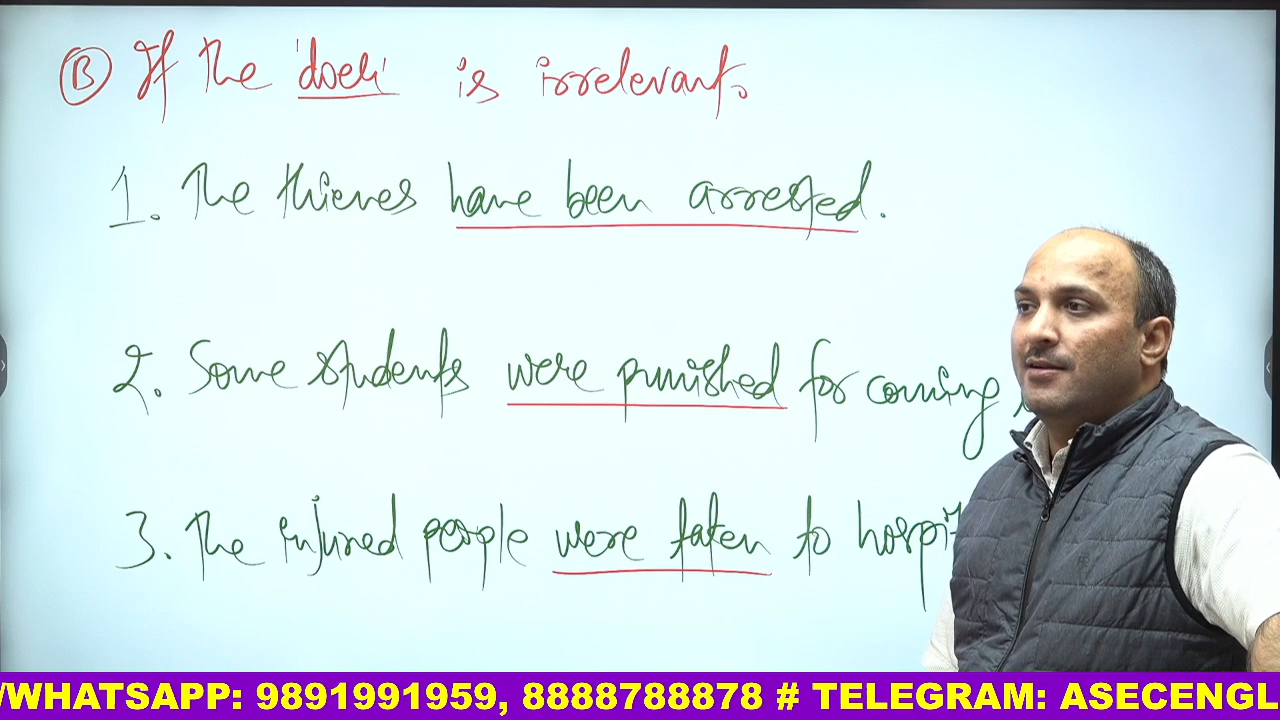 B If the 'doer' is irrelevant.
1. The thieves have been arrested.
2. Some students were punished for coming
3. The injured people were taken to hospit
/WHATSAPP: 9891991959, 8888788878 # TELEGRAM: ASECENGL